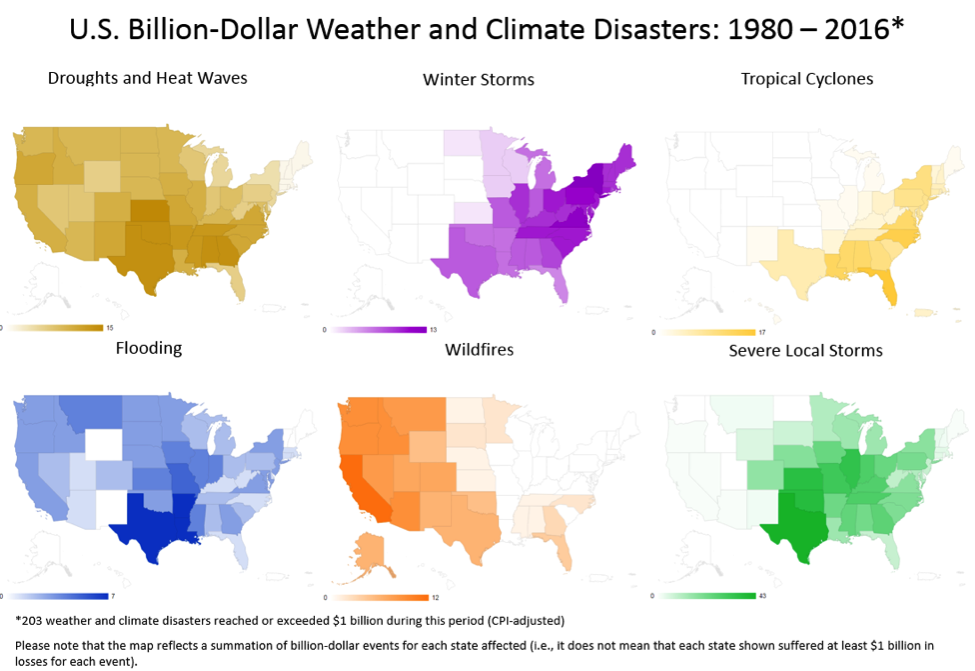 U.S. Billion-Dollar Weather and Climate Disasters: 1980 – 2016*
Droughts and Heat Waves
Winter Storms
Tropical Cyclones
0 15
0 13
0 17
Flooding
Wildfires
Severe Local Storms
0 7
0 12
0 43
*203 weather and climate disasters reached or exceeded $1 billion during this period (CPI-adjusted)
Please note that the map reflects a summation of billion-dollar events for each state affected (i.e., it does not mean that each state shown suffered at least $1 billion in
losses for each event).